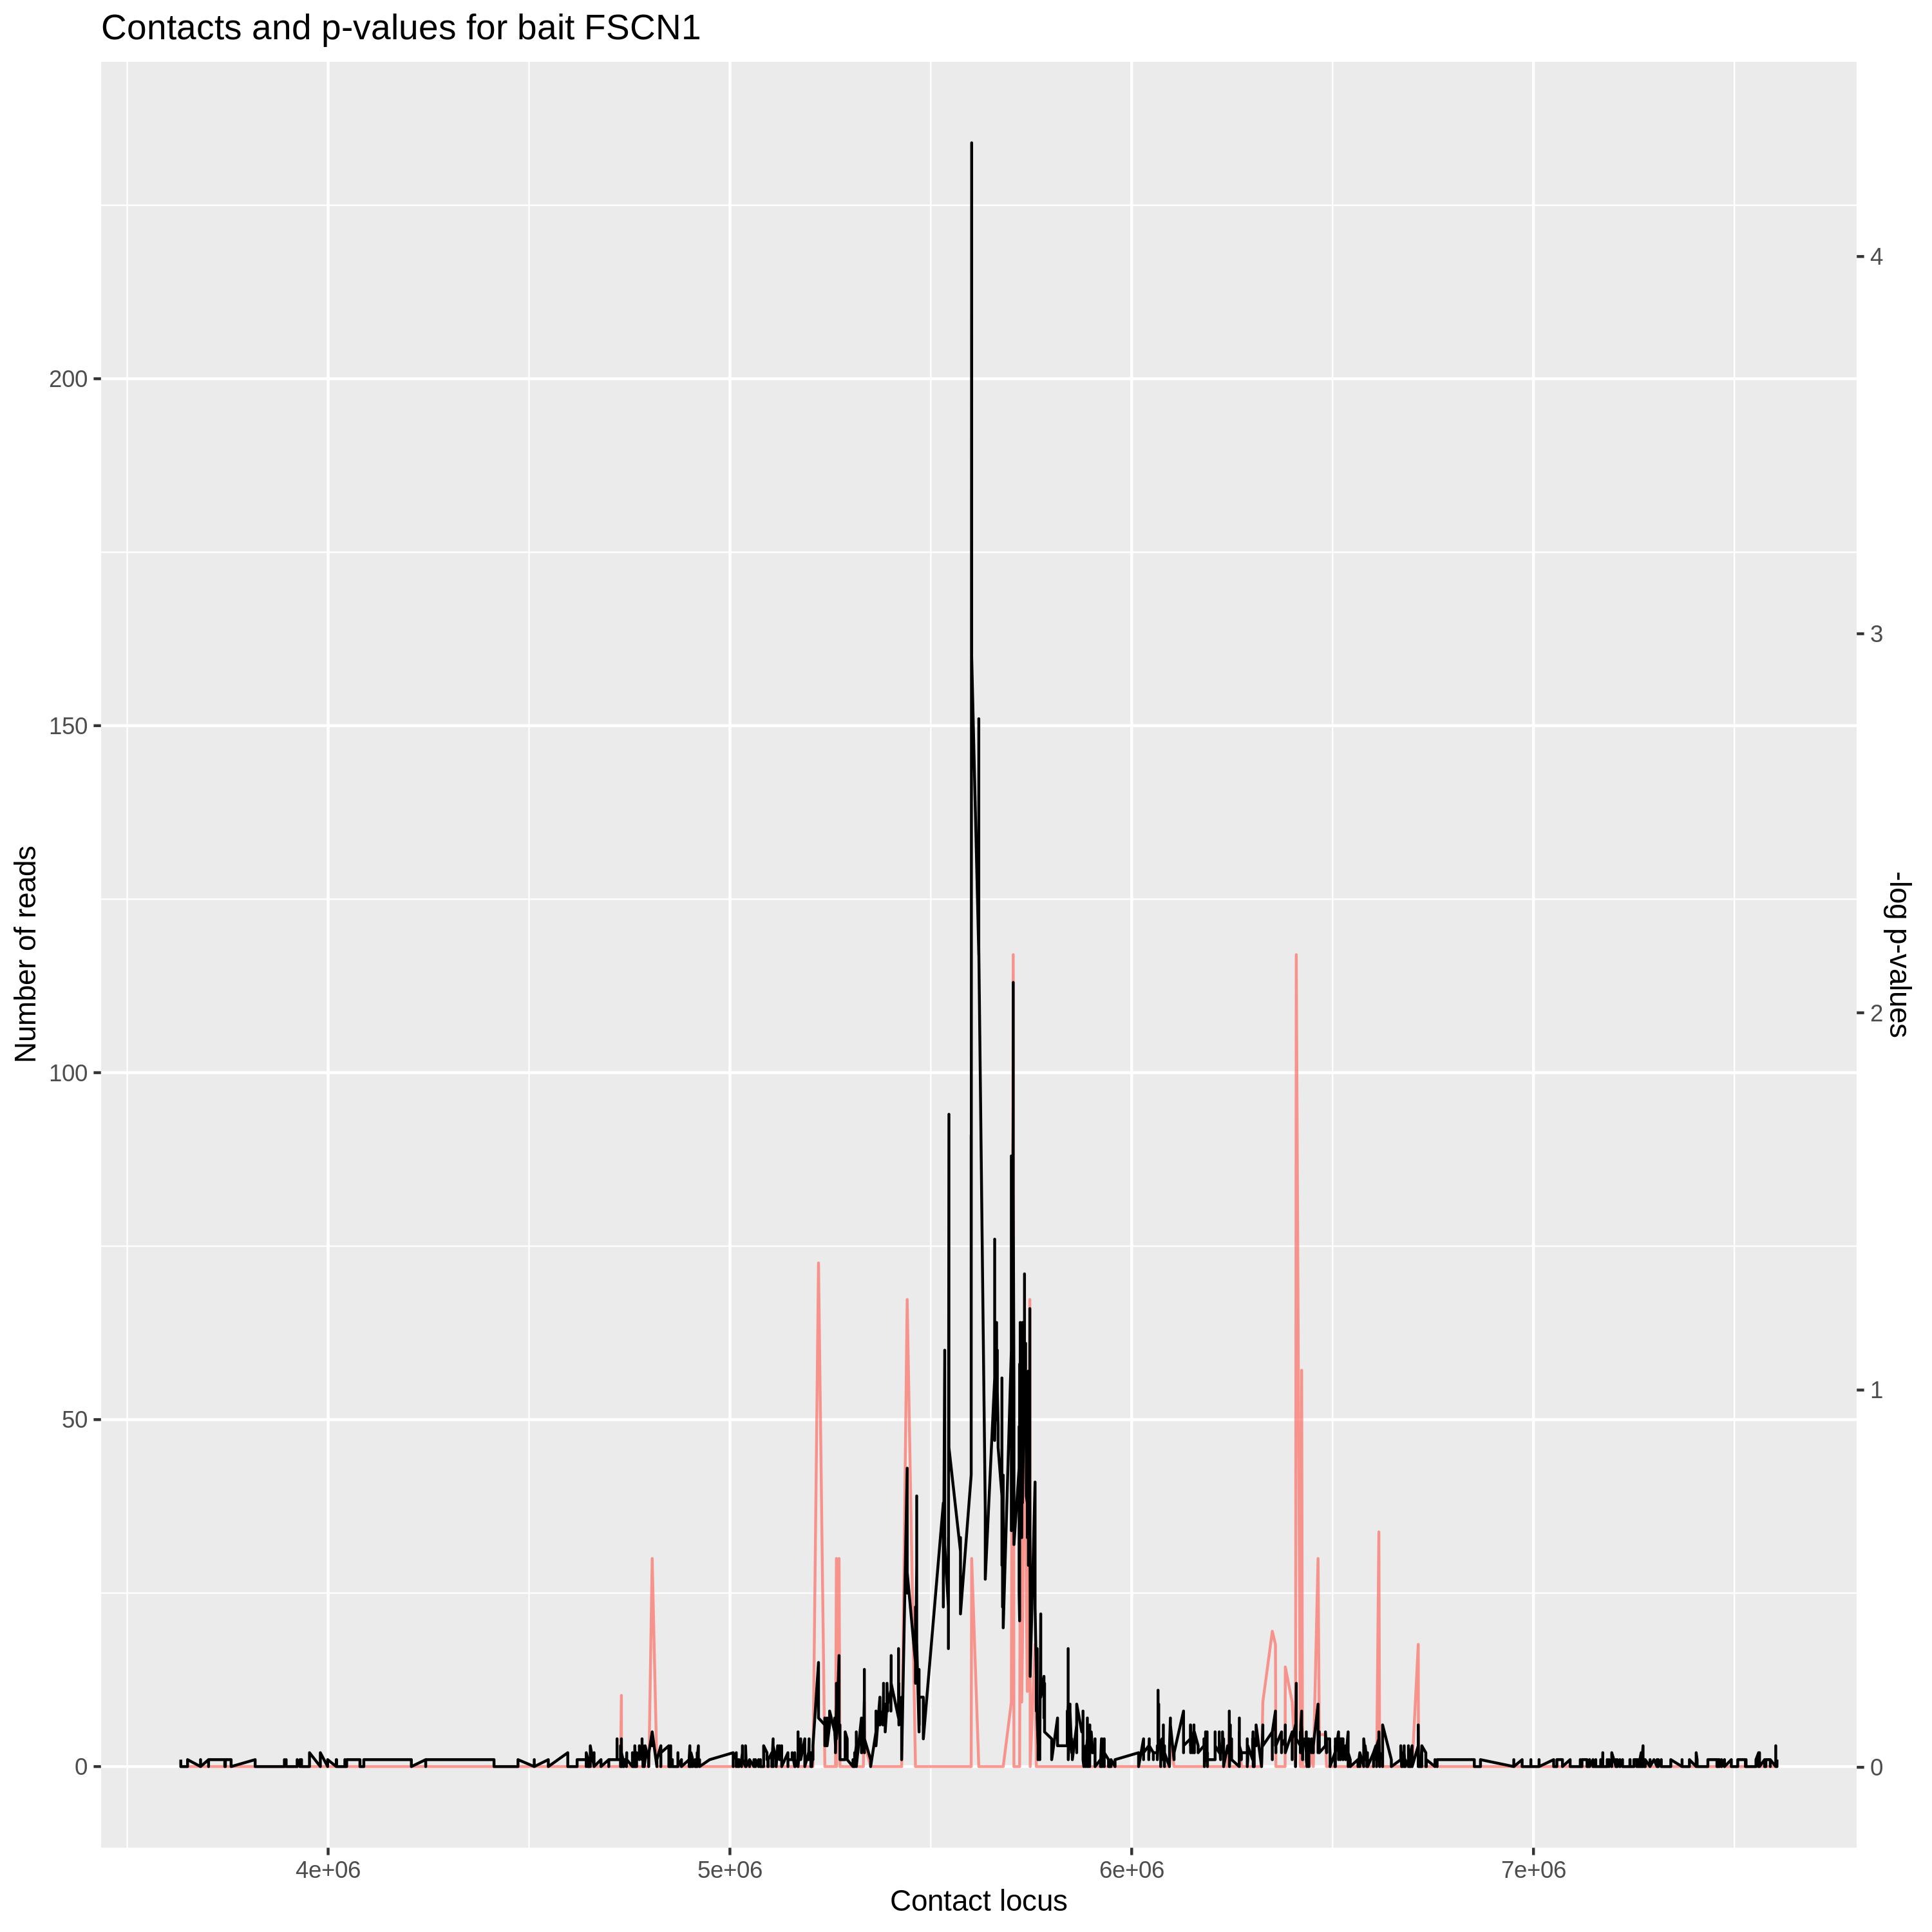 Contacts and p-values for bait FSCN1
200
150
100
50
0
Number of reads
4
3
2
1
0
-log p-values
4e+06
5e+06
6e+06
7e+06
Contact locus